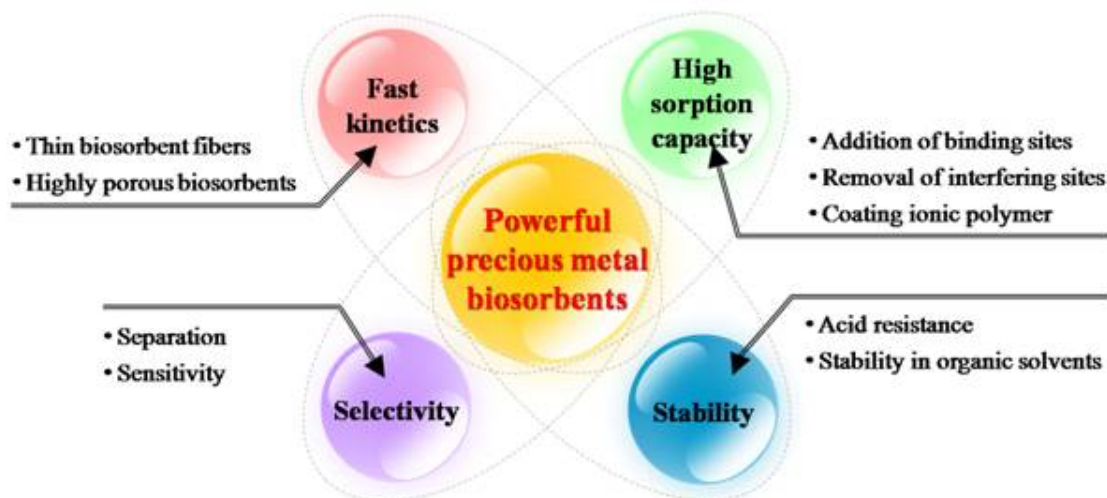 Fast
kinetics
High
sorption
capacity
• Thin biosorbent fibers
• Highly porous biosorbents
• Addition of binding sites
• Removal of interfering sites
• Coating ionic polymer
Powerful
precious metal
biosorbents
• Separation
• Sensitivity
• Acid resistance
• Stability in organic solvents
Selectivity
Stability